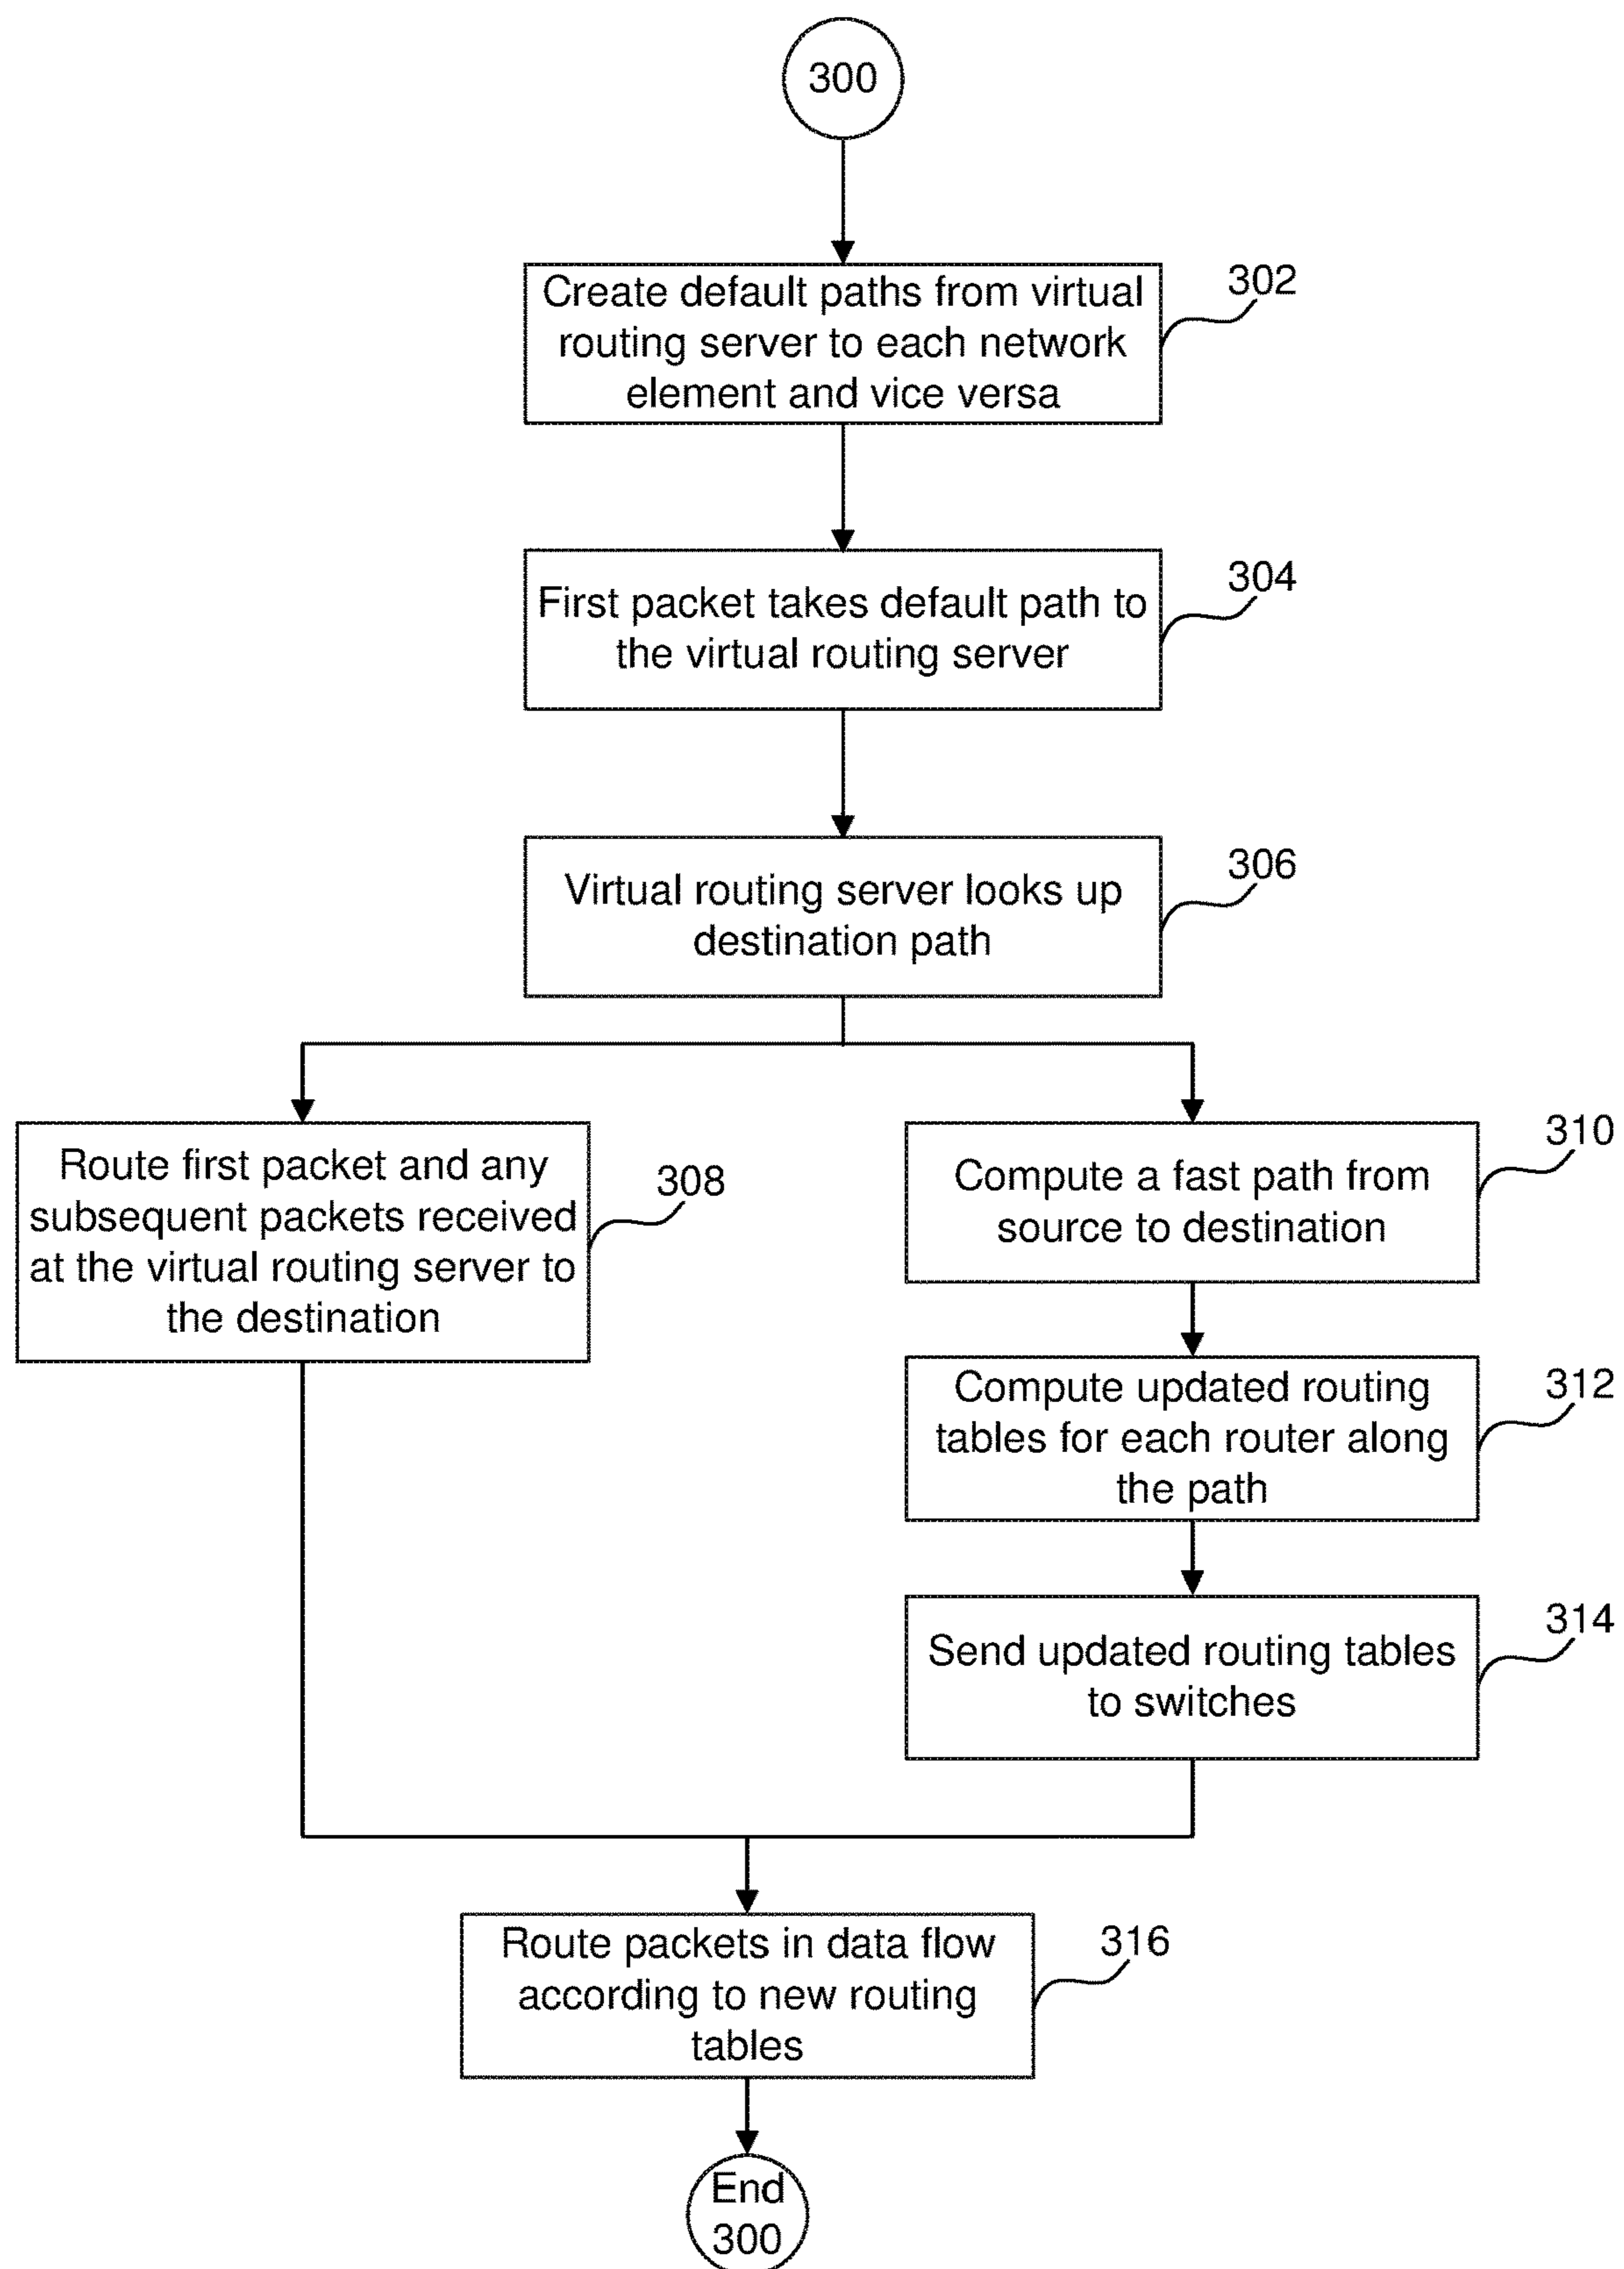 300
Create default paths from virtual
routing server to each network
element and vice versa
302
First packet takes default path to
the virtual routing server
304
Virtual routing server looks up
destination path
306
Route first packet and any
subsequent packets received
at the virtual routing server to
the destination
308
Compute a fast path from
source to destination
310
Compute updated routing
tables for each router along
the path
312
Send updated routing tables
to switches
314
Route packets in data flow
according to new routing
tables
316
End
300